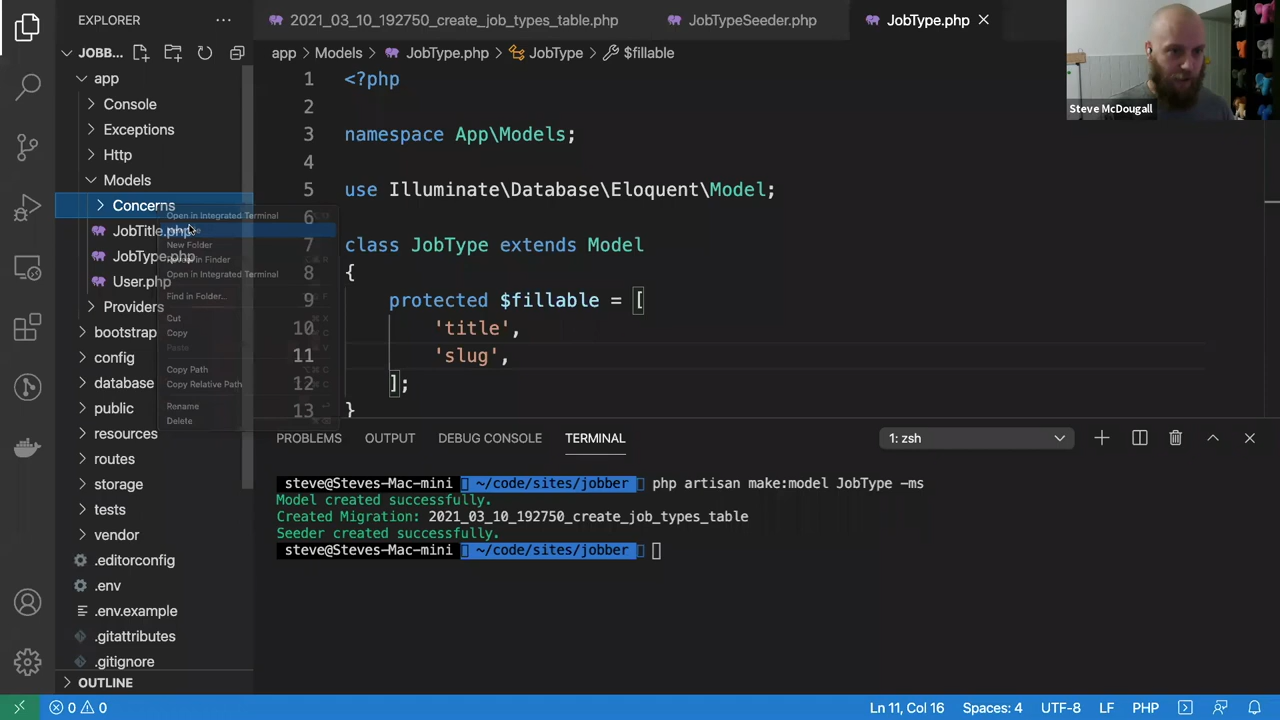 EXPLORER
2021_03_10_192750_create_job_types_table.php
JobTypeSeeder.php
JobType.php
Steve McDougall
JOBB...
app > Models > JobType.php > JobType > $fillable
app
Console
Exceptions
Http
Models
Concerns
JobTitle.php
JobType.php
User.php
Providers
bootstrap
config
database
public
resources
routes
storage
tests
vendor
.editorconfig
.env
.env.example
.gitattributes
.gitignore
OUTLINE
Open in Integrated Terminal
New Folder
Open in Integrated Terminal
Find in Folder...
Cut
Copy
Paste
Copy Path
Copy Relative Path
Rename
Delete
1 <?php
2
3 namespace App\Models;
4
5 use Illuminate\Database\Eloquent\Model;
6
7 class JobType extends Model
8 {
9 protected $fillable = [
10 'title',
11 'slug',
12 ];
13 }
PROBLEMS
OUTPUT
DEBUG CONSOLE
TERMINAL
1: zsh
steve@Steves-Mac-mini ~/code/sites/jobber php artisan make:model JobType -ms
Model created successfully.
Created Migration: 2021_03_10_192750_create_job_types_table
Seeder created successfully.
steve@Steves-Mac-mini ~/code/sites/jobber
0 0
Ln 11, Col 16
Spaces: 4
UTF-8
LF
PHP